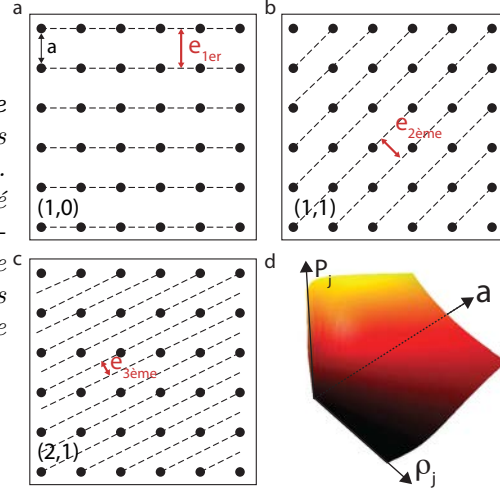 a
a
e1er
(1,0)
b
e2ème
(1,1)
e
s
.
é
-
e
s
e
c
e3ème
(2,1)
d
Pj
a
ρj